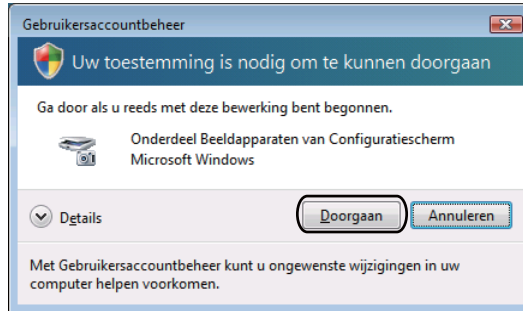 Gebruikersaccountbeheer
Uw toestemming is nodig om te kunnen doorgaan
Ga door als u reeds met deze bewerking bent begonnen.
Onderdeel Beeldapparaten van Configuratiescherm
Microsoft Windows
Details
Doorgaan
Annuleren
Met Gebruikersaccountbeheer kunt u ongewenste wijzigingen in uw
computer helpen voorkomen.